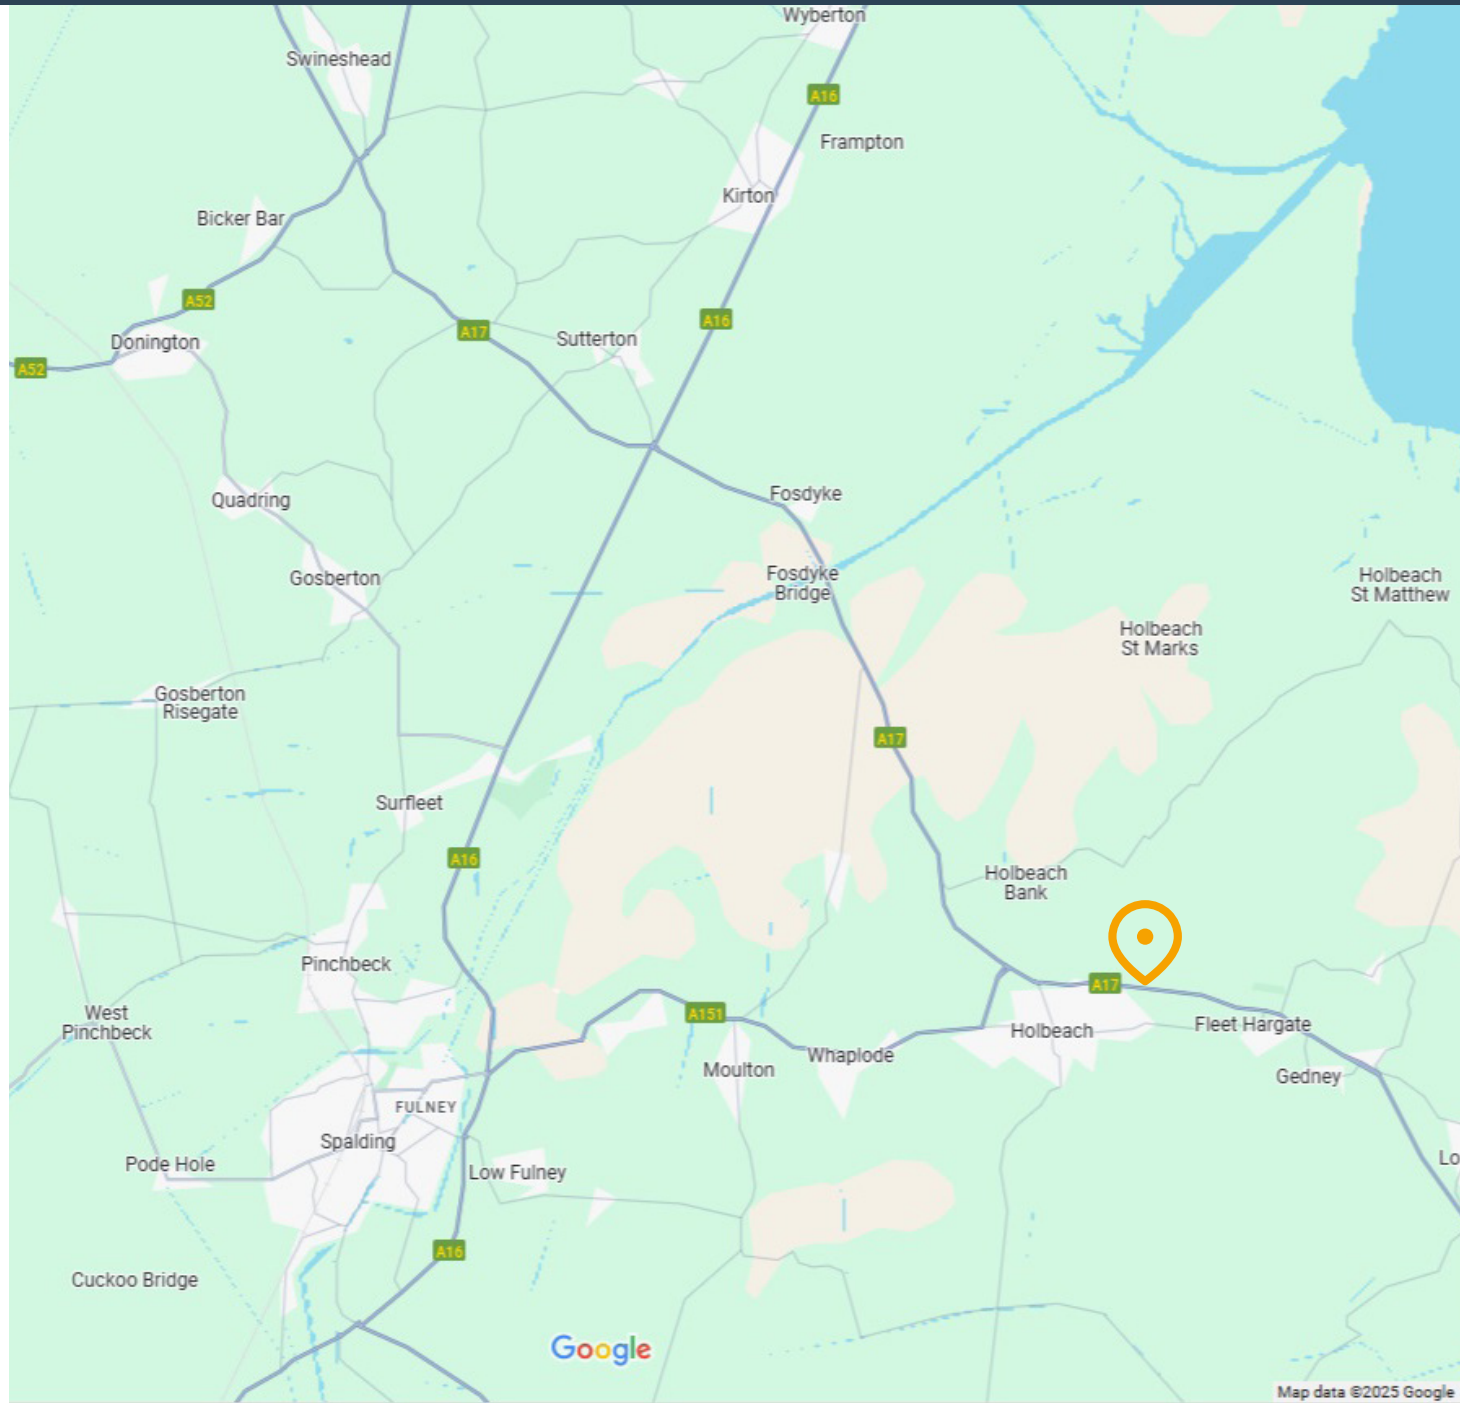 Wyberton
Swineshead
A16
Frampton
Kirton
Bicker Bar
A52
A16
A17
Donington
Sutterton
A52
Quadring
Fosdyke
Fosdyke
Bridge
Gosberton
Holbeach
St Matthew
Holbeach
St Marks
Gosberton
Risegate
A17
Surfleet
A16
Holbeach
Bank
Pinchbeck
A17
West
Pinchbeck
A151
Holbeach
Fleet Hargate
Whaplode
Moulton
Gedney
FULNEY
Spalding
Lo
Pode Hole
Low Fulney
A16
Cuckoo Bridge
Google
Map data ©2025 Google